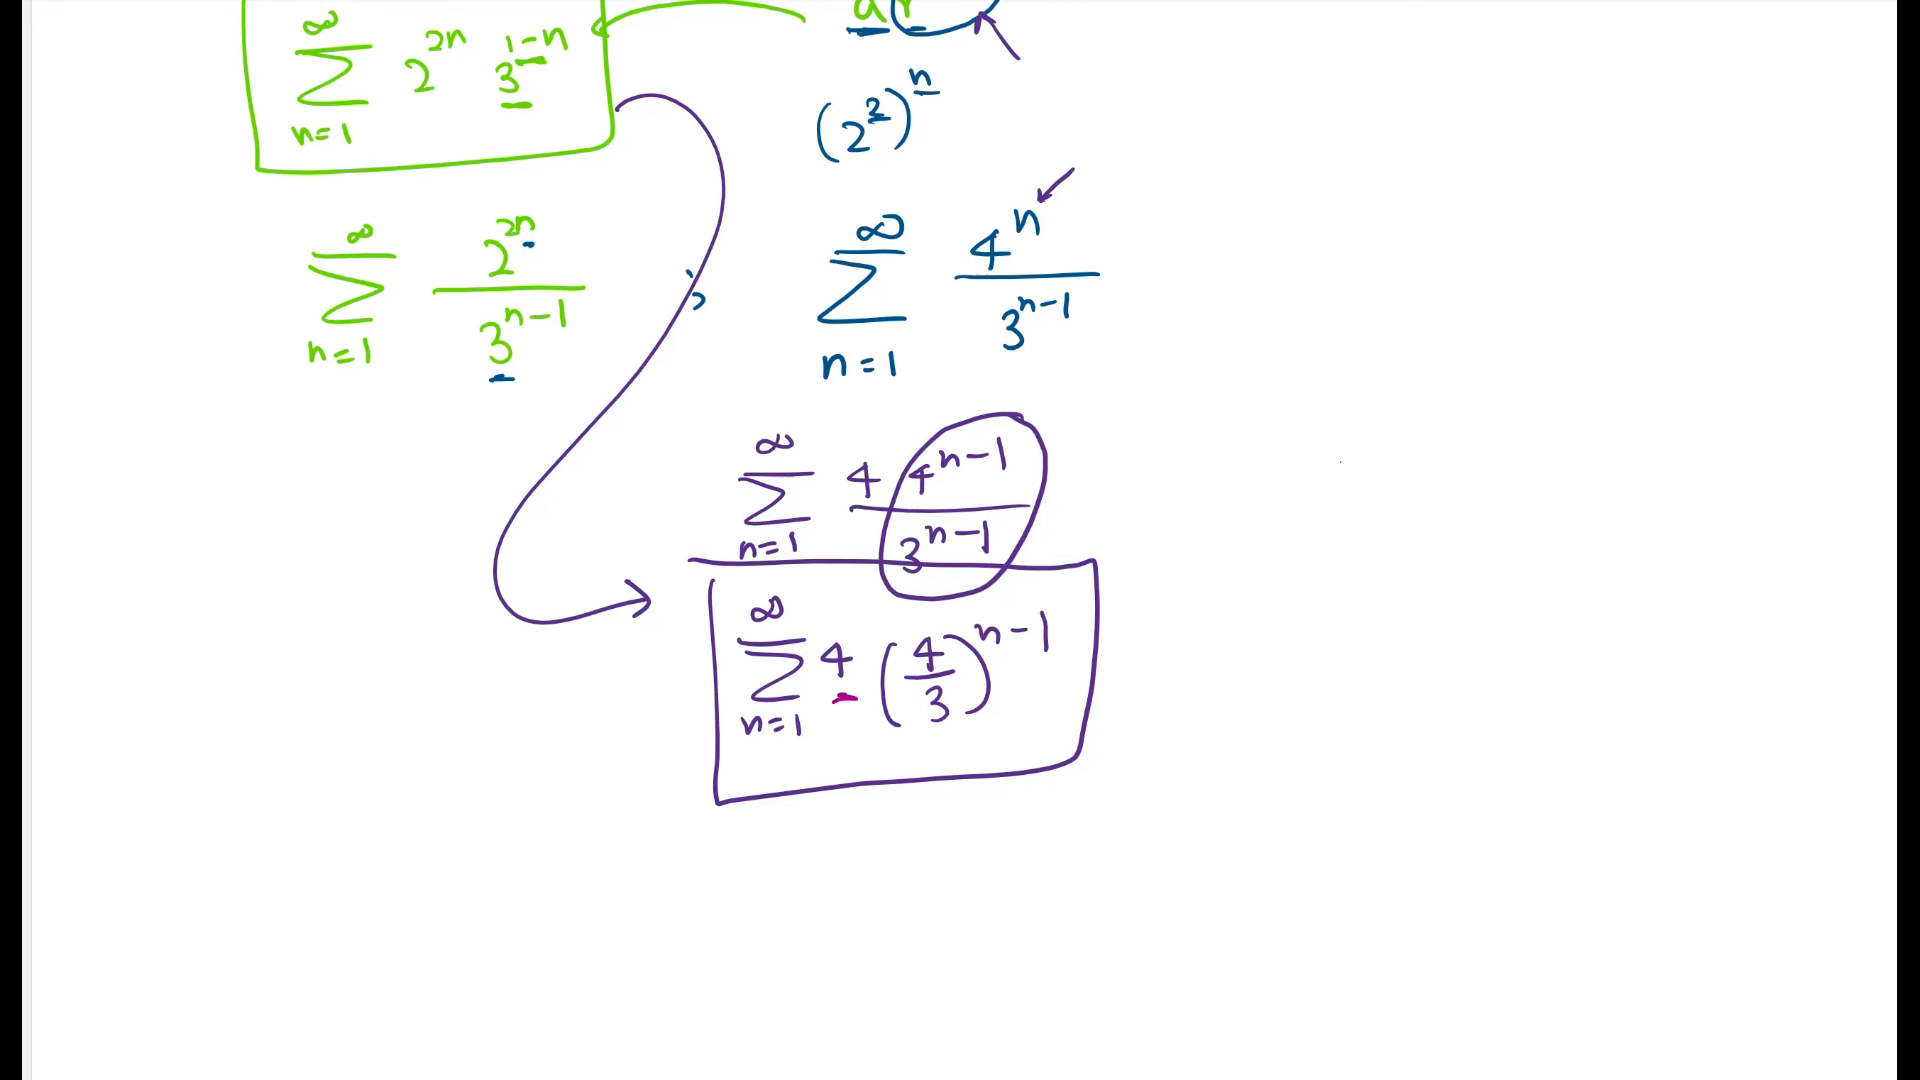 ∞
∑ 2^{2n} 3^{1-n}
n=1
a r
(2^2)^n
∞
∑ 2^{2n} / 3^{n-1}
n=1
∞
∑ 4^n / 3^{n-1}
n=1
∞
∑ 4 4^{n-1} / 3^{n-1}
n=1
∞
∑ 4 (4/3)^{n-1}
n=1